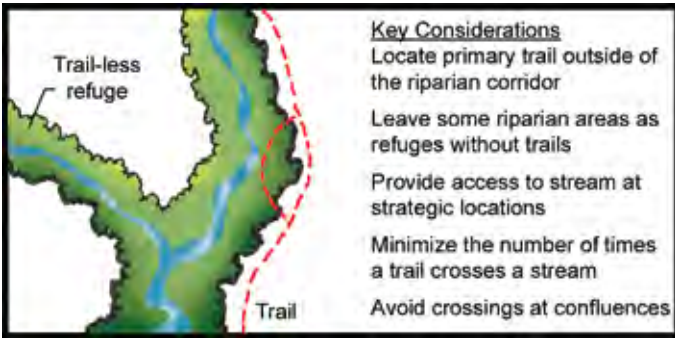 Trail-less
refuge
Trail
Key Considerations
Locate primary trail outside of
the riparian corridor
Leave some riparian areas as
refuges without trails
Provide access to stream at
strategic locations
Minimize the number of times
a trail crosses a stream
Avoid crossings at confluences